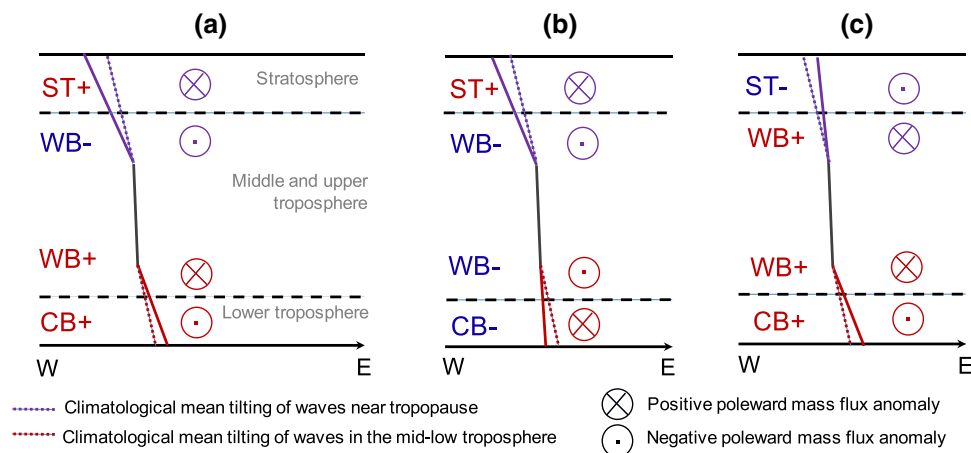 (a)
(b)
(c)
ST+
Stratosphere
WB-
Middle and upper
troposphere
WB+
CB+
Lower troposphere
W
E
ST+
WB-
WB-
CB-
W
E
ST-
WB+
WB+
CB+
W
E
Climatological mean tilting of waves near tropopause
Climatological mean tilting of waves in the mid-low troposphere
Positive poleward mass flux anomaly
Negative poleward mass flux anomaly